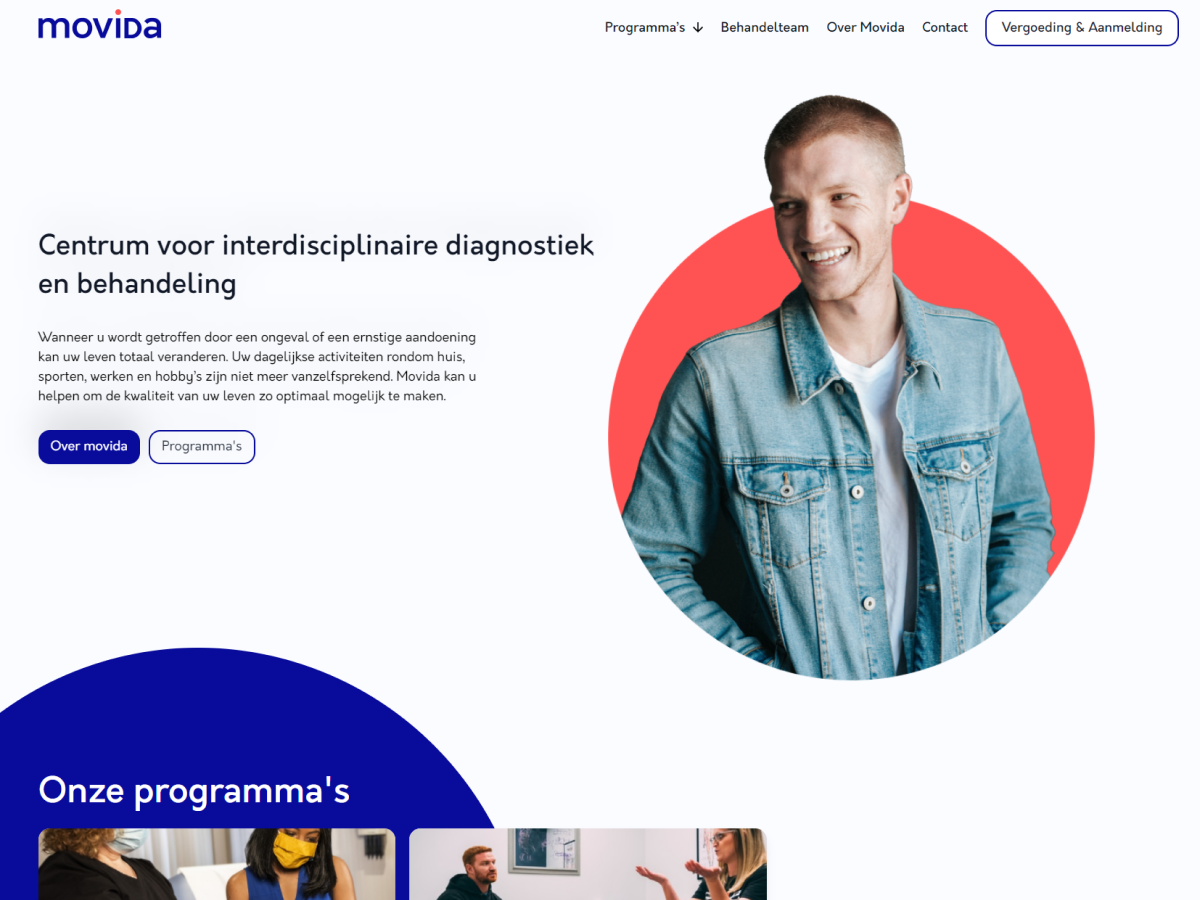 movida
Programma's ↓ Behandelteam Over Movida Contact Vergoeding & Aanmelding
Centrum voor interdisciplinaire diagnostiek
en behandeling
Wanneer u wordt getroffen door een ongeval of een ernstige aandoening
kan uw leven totaal veranderen. Uw dagelijkse activiteiten rondom huis,
sporten, werken en hobby's zijn niet meer vanzelfsprekend. Movida kan u
helpen om de kwaliteit van uw leven zo optimaal mogelijk te maken.
Over movida Programma's
Onze programma's